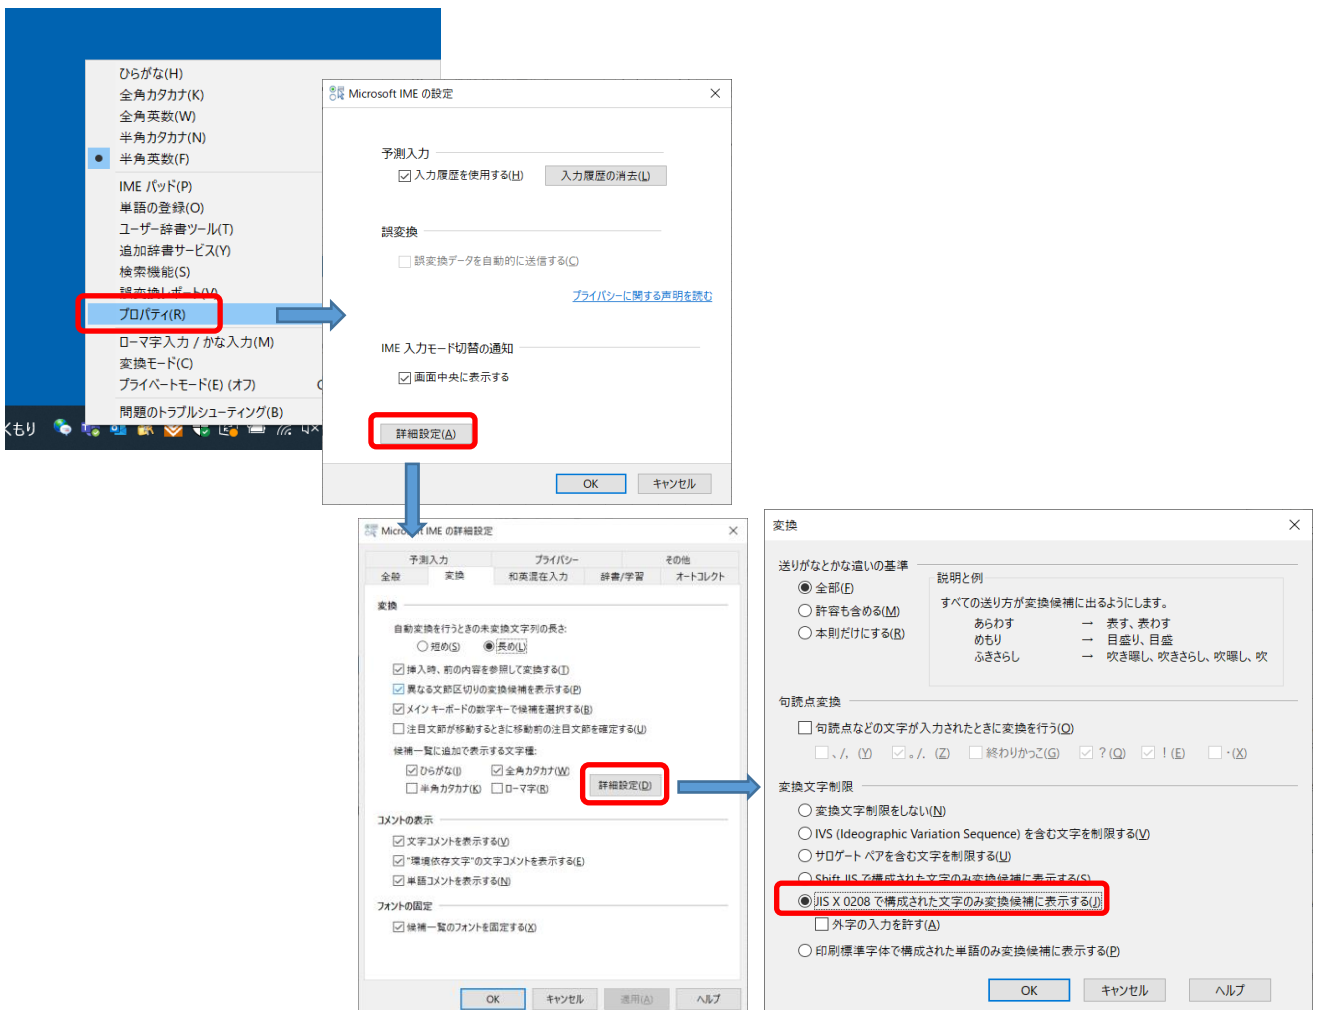 ひらがな(H)
全角カタカナ(K)
全角英数(W)
半角カタカナ(N)
半角英数(F)
IME パッド(P)
単語の登録(O)
ユーザー辞書ツール(T)
追加辞書サービス(Y)
検索機能(S)
誤変換レポート(V)
プロパティ(R)
ローマ字入力 / かな入力(M)
変換モード(C)
プライベートモード(E) (オフ)
問題のトラブルシューティング(B)
くもり
Microsoft IME の設定
予測入力
入力履歴を使用する(H) 入力履歴の消去(L)
誤変換
誤変換データを自動的に送信する(C)
プライバシーに関する声明を読む
IME 入力モード切替の通知
画面中央に表示する
詳細設定(A)
OK キャンセル
Microsoft IME の詳細設定
予測入力 プライバシー その他
全般 変換 和英混在入力 辞書/学習 オートコレクト
変換
自動変換を行うときの未変換文字列の長さ:
短め(S) 長め(L)
挿入時、前の内容を参照して変換する(T)
異なる文節区切りの変換候補を表示する(P)
メイン キーボードの数字キーで候補を選択する(B)
注目文節が移動するときに移動前の注目文節を確定する(U)
候補一覧に追加で表示する文字種:
ひらがな(I) 全角カタカナ(W)
半角カタカナ(K) ローマ字(R) 詳細設定(D)
コメントの表示
文字コメントを表示する(V)
"環境依存文字"の文字コメントを表示する(E)
単語コメントを表示する(N)
フォントの固定
候補一覧のフォントを固定する(X)
OK キャンセル 適用(A) ヘルプ
変換
送りがなとかな遣いの基準
全部(F)
許容も含める(M)
本則だけにする(R)
説明と例
すべての送り方が変換候補に出るようにします。
あらわす → 表す、表わす
めもり → 目盛り、目盛
ふきさらし → 吹き曝し、吹きさらし、吹曝し、吹
句読点変換
句読点などの文字が入力されたときに変換を行う(O)
、/, (Y) 。/. (Z) 終わりかっこ(G) ? (Q) ! (E) ・(X)
変換文字制限
変換文字制限をしない(N)
IVS (Ideographic Variation Sequence) を含む文字を制限する(V)
サロゲート ペアを含む文字を制限する(U)
Shift JIS で構成された文字のみ変換候補に表示する(S)
JIS X 0208 で構成された文字のみ変換候補に表示する(J)
外字の入力を許す(A)
印刷標準字体で構成された単語のみ変換候補に表示する(P)
OK キャンセル ヘルプ